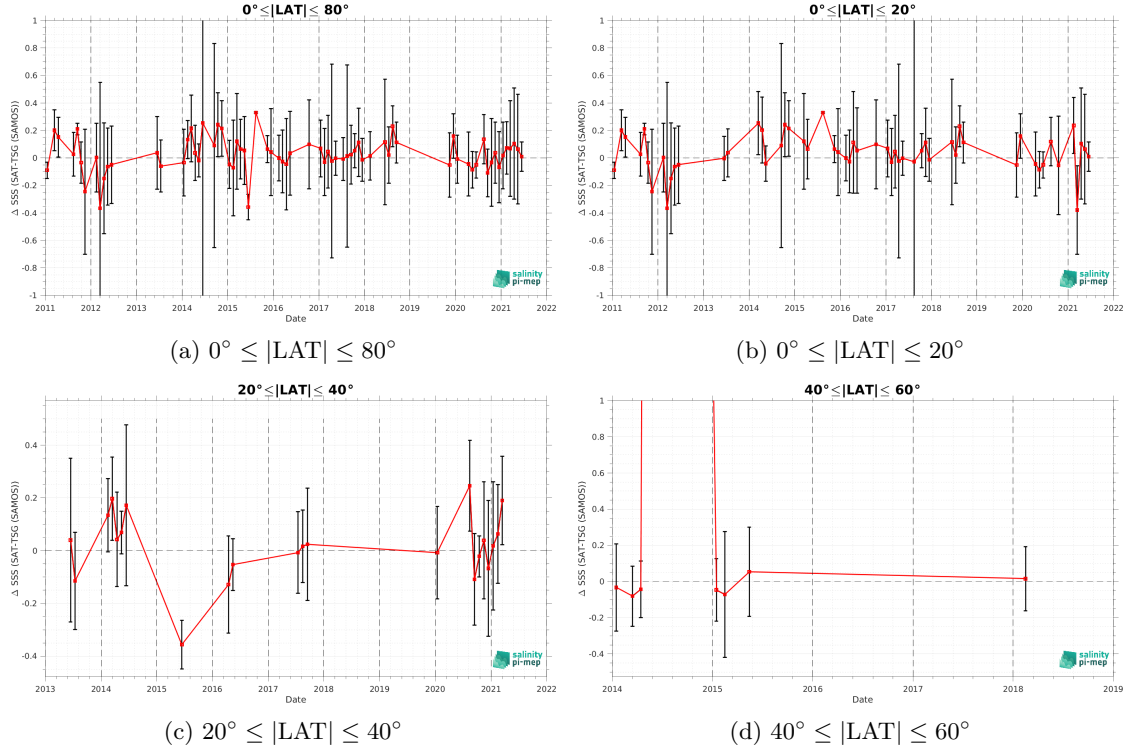 0°≤|LAT|≤ 80°
Δ SSS (SAT-TSG (SAMOS))
1
0.8
0.6
0.4
0.2
0
-0.2
-0.4
-0.6
-0.8
-1
2011 2012 2013 2014 2015 2016 2017 2018 2019 2020 2021 2022
Date
salinity
pi-mep
(a) 0° ≤ |LAT| ≤ 80°
0°≤|LAT|≤ 20°
Δ SSS (SAT-TSG (SAMOS))
1
0.8
0.6
0.4
0.2
0
-0.2
-0.4
-0.6
-0.8
-1
2011 2012 2013 2014 2015 2016 2017 2018 2019 2020 2021 2022
Date
salinity
pi-mep
(b) 0° ≤ |LAT| ≤ 20°
20°≤|LAT|≤ 40°
Δ SSS (SAT-TSG (SAMOS))
0.4
0.2
0
-0.2
-0.4
2013 2014 2015 2016 2017 2018 2019 2020 2021 2022
Date
salinity
pi-mep
(c) 20° ≤ |LAT| ≤ 40°
40°≤|LAT|≤ 60°
Δ SSS (SAT-TSG (SAMOS))
1
0.8
0.6
0.4
0.2
0
-0.2
-0.4
2014 2015 2016 2017 2018 2019
Date
salinity
pi-mep
(d) 40° ≤ |LAT| ≤ 60°